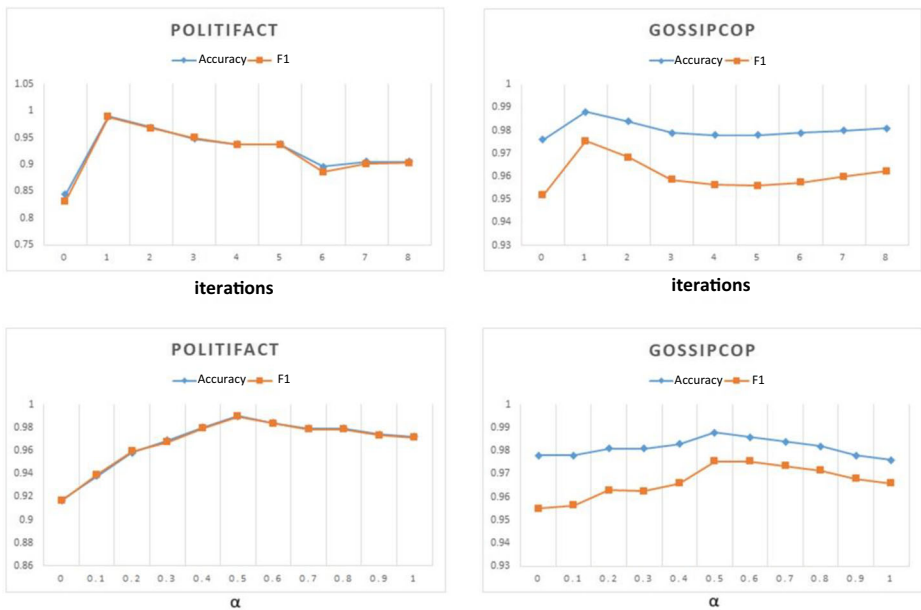 POLITIFACT
Accuracy F1
1.05
1
0.95
0.9
0.85
0.8
0.75
0 1 2 3 4 5 6 7 8
iterations
GOSSIPCOP
Accuracy F1
1
0.99
0.98
0.97
0.96
0.95
0.94
0.93
0 1 2 3 4 5 6 7 8
iterations
POLITIFACT
Accuracy F1
1
0.98
0.96
0.94
0.92
0.9
0.88
0.86
0 0.1 0.2 0.3 0.4 0.5 0.6 0.7 0.8 0.9 1
α
GOSSIPCOP
Accuracy F1
1
0.99
0.98
0.97
0.96
0.95
0.94
0.93
0 0.1 0.2 0.3 0.4 0.5 0.6 0.7 0.8 0.9 1
α